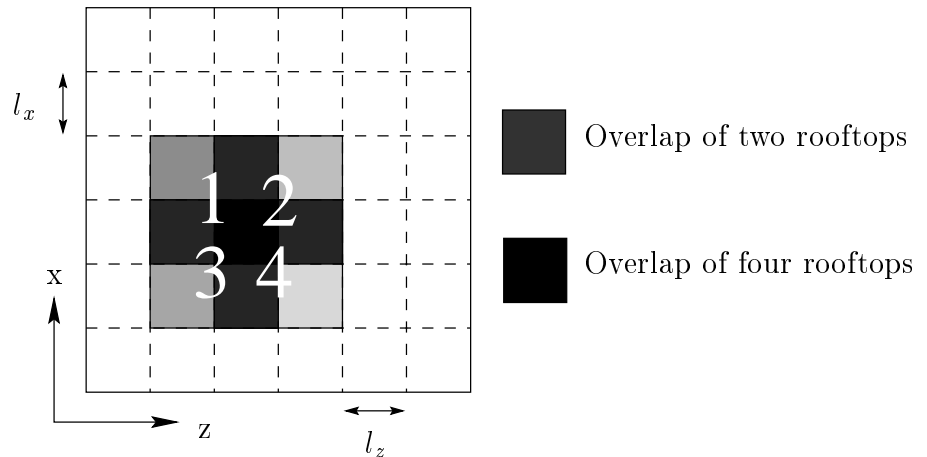 l_x
Overlap of two rooftops
1 2
3 4
Overlap of four rooftops
x
z
l_z